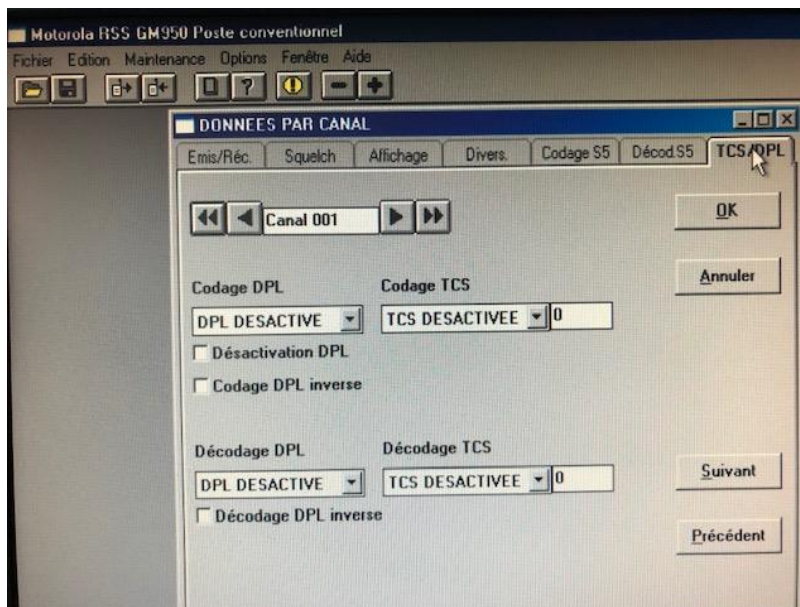 Motorola RSS GM950 Poste conventionnel
Fichier Edition Maintenance Options Fenêtre Aide
DONNEES PAR CANAL
Emis/Réc. Squelch Affichage Divers. Codage S5 Décod.S5 TCS/DPL
Canal 001
OK
Annuler
Codage DPL Codage TCS
DPL DESACTIVE TCS DESACTIVEE 0
Désactivation DPL
Codage DPL inverse
Décodage DPL Décodage TCS
DPL DESACTIVE TCS DESACTIVEE 0
Décodage DPL inverse
Suivant
Précédent